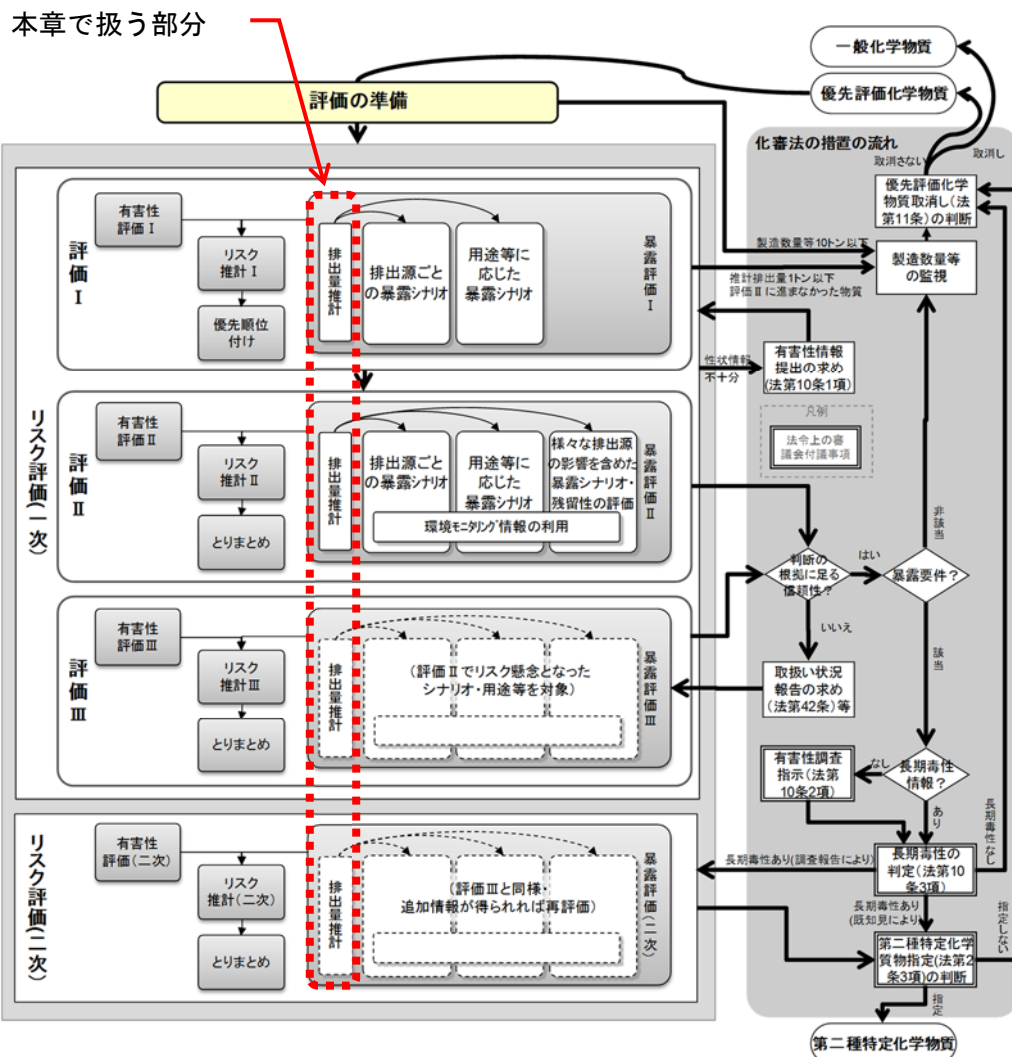 本章で扱う部分
一般化学物質
優先評価化学物質
評価の準備
化審法の措置の流れ
取消さない
取消し
優先評価化学
物質取消し(法
第11条)の判断
製造数量等10トン以下
製造数量等
の監視
推計排出量1トン以下
評価Ⅱに進まなかった物質
評価Ⅰ
有害性
評価Ⅰ
リスク
推計Ⅰ
優先順位
付け
排出量推計
排出源ごと
の暴露シナリオ
用途等に
応じた
暴露シナリオ
暴露評価Ⅰ
性状情報
不十分
有害性情報
提出の求め
(法第10条1項)
凡例
法令上の審
議会付議事項
リスク評価(一次)
評価Ⅱ
有害性
評価Ⅱ
リスク
推計Ⅱ
とりまとめ
排出量推計
排出源ごと
の暴露シナリオ
用途等に
応じた
暴露シナリオ
様々な排出源
の影響を含めた
暴露シナリオ・
残留性の評価
環境モニタリング情報の利用
暴露評価Ⅱ
判断の
根拠に足る
信頼性？
はい
いいえ
暴露要件？
非該当
該当
取扱い状況
報告の求め
(法第42条)等
評価Ⅲ
有害性
評価Ⅲ
リスク
推計Ⅲ
とりまとめ
排出量推計
(評価Ⅱでリスク懸念となった
シナリオ・用途等を対象)
暴露評価Ⅲ
有害性調査
指示(法第
10条2項)
なし
長期毒性
情報？
あり
長期毒性なし
リスク評価(二次)
有害性
評価(二次)
リスク
推計(二次)
とりまとめ
排出量推計
(評価Ⅲと同様・
追加情報が得られれば再評価)
暴露評価(二次)
長期毒性あり(調査報告により)
長期毒性の
判定(法第10
条3項)
長期毒性あり
(既知見により)
指定しない
第二種特定化学
質物指定(法第2
条3項)の判断
指定
第二種特定化学物質